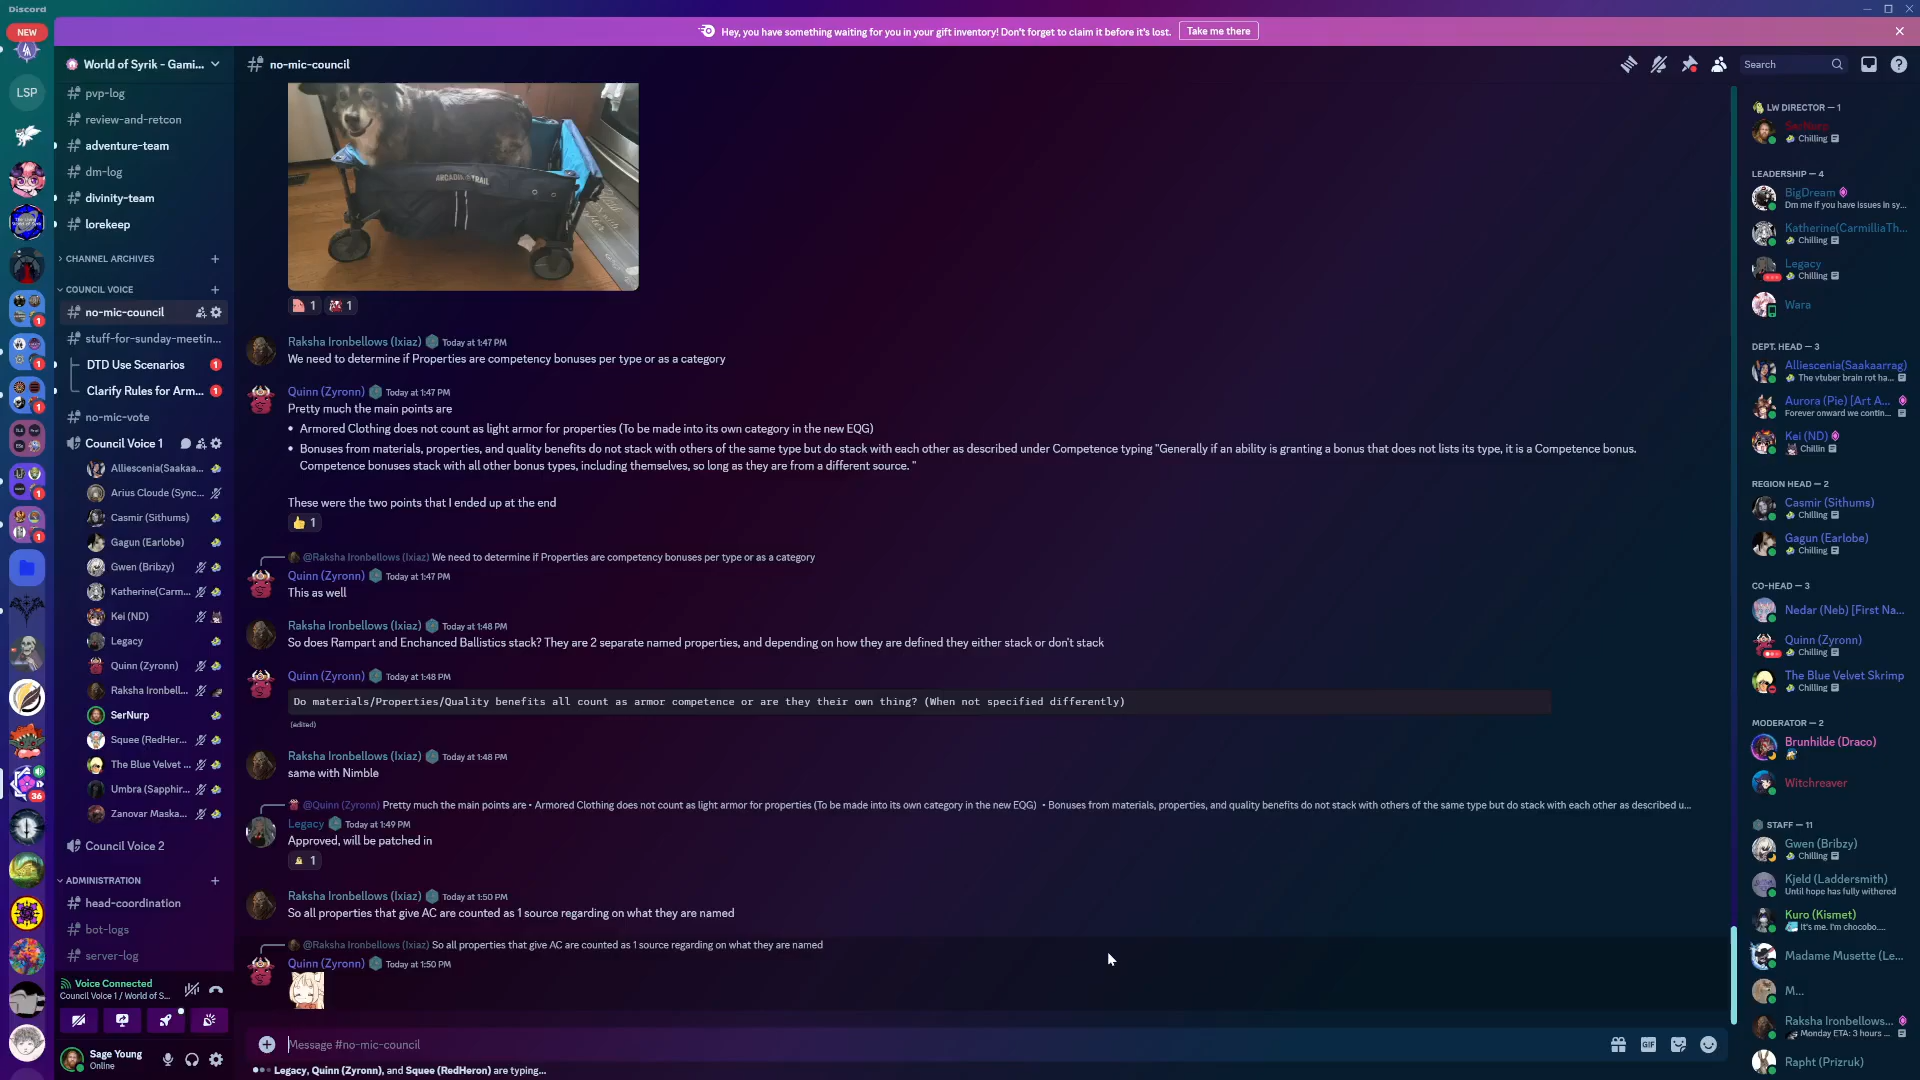 Discord
NEW
Hey, you have something waiting for you in your gift inventory! Don't forget to claim it before it's lost.
Take me there
LSP
World of Syrik - Gami...
pvp-log
review-and-retcon
adventure-team
dm-log
divinity-team
lorekeep
CHANNEL ARCHIVES
COUNCIL VOICE
no-mic-council
stuff-for-sunday-meetin...
DTD Use Scenarios
1
Clarify Rules for Arm...
1
no-mic-vote
Council Voice 1
Alliescenia(Saakaa...
Arius Cloude (Sync...
Casmir (Sithums)
Gagun (Earlobe)
Gwen (Bribzy)
Katherine(Carm...
Kei (ND)
Legacy
Quinn (Zyronn)
Raksha Ironbell...
SerNurp
Squee (RedHer...
The Blue Velvet ...
Umbra (Sapphir...
Zanovar Maska...
Council Voice 2
ADMINISTRATION
head-coordination
bot-logs
server-log
36
Voice Connected
Council Voice 1 / World of S...
Sage Young
Online
no-mic-council
Search
ARCADIA TRAIL
1
1
Raksha Ironbellows (Ixiaz) Today at 1:47 PM
We need to determine if Properties are competency bonuses per type or as a category
Quinn (Zyronn) Today at 1:47 PM
Pretty much the main points are
• Armored Clothing does not count as light armor for properties (To be made into its own category in the new EQG)
• Bonuses from materials, properties, and quality benefits do not stack with others of the same type but do stack with each other as described under Competence typing "Generally if an ability is granting a bonus that does not lists its type, it is a Competence bonus.
Competence bonuses stack with all other bonus types, including themselves, so long as they are from a different source. "
These were the two points that I ended up at the end
1
@Raksha Ironbellows (Ixiaz) We need to determine if Properties are competency bonuses per type or as a category
Quinn (Zyronn) Today at 1:47 PM
This as well
Raksha Ironbellows (Ixiaz) Today at 1:48 PM
So does Rampart and Enchanced Ballistics stack? They are 2 separate named properties, and depending on how they are defined they either stack or don't stack
Quinn (Zyronn) Today at 1:48 PM
Do materials/Properties/Quality benefits all count as armor competence or are they their own thing? (When not specified differently)
(edited)
Raksha Ironbellows (Ixiaz) Today at 1:48 PM
same with Nimble
@Quinn (Zyronn) Pretty much the main points are • Armored Clothing does not count as light armor for properties (To be made into its own category in the new EQG) • Bonuses from materials, properties, and quality benefits do not stack with others of the same type but do stack with each other as described u...
Legacy Today at 1:49 PM
Approved, will be patched in
1
Raksha Ironbellows (Ixiaz) Today at 1:50 PM
So all properties that give AC are counted as 1 source regarding on what they are named
@Raksha Ironbellows (Ixiaz) So all properties that give AC are counted as 1 source regarding on what they are named
Quinn (Zyronn) Today at 1:50 PM
Message #no-mic-council
GIF
Legacy, Quinn (Zyronn), and Squee (RedHeron) are typing...
LW DIRECTOR — 1
SerNurp
Chilling
LEADERSHIP — 4
BigDream
Dm me if you have issues in sy...
Katherine(CarmilliaTh...
Chilling
Legacy
Chilling
Wara
DEPT. HEAD — 3
Alliescenia(Saakaarrag)
The vtuber brain rot ha...
Aurora (Pie) [Art A...
Forever onward we contin...
Kei (ND)
Chillin
REGION HEAD — 2
Casmir (Sithums)
Chilling
Gagun (Earlobe)
Chilling
CO-HEAD — 3
Nedar (Neb) [First Na...
Quinn (Zyronn)
Chilling
The Blue Velvet Skrimp
Chilling
MODERATOR — 2
Brunhilde (Draco)
Witchreaver
STAFF — 11
Gwen (Bribzy)
Chilling
Kjeld (Laddersmith)
Until hope has fully withered
Kuro (Kismet)
It's me. I'm chocobo....
Madame Musette (Le...
M...
Raksha Ironbellows...
Monday ETA: 3 hours ...
Rapht (Prizruk)